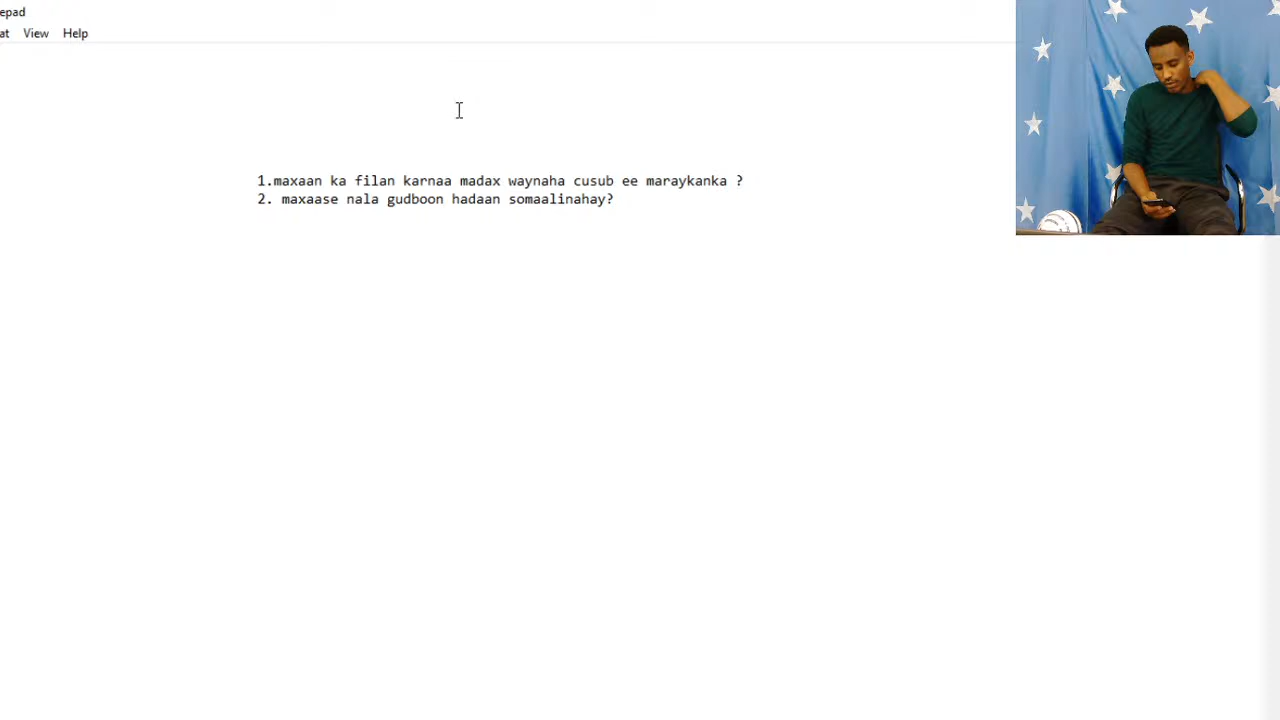 epad
at View Help
1.maxaan ka filan karnaa madax waynaha cusub ee maraykanka ?
2. maxaase nala gudboon hadaan somaalinahay?